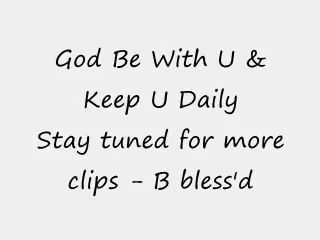 God Be With U &
Keep U Daily
Stay tuned for more
clips - B bless'd